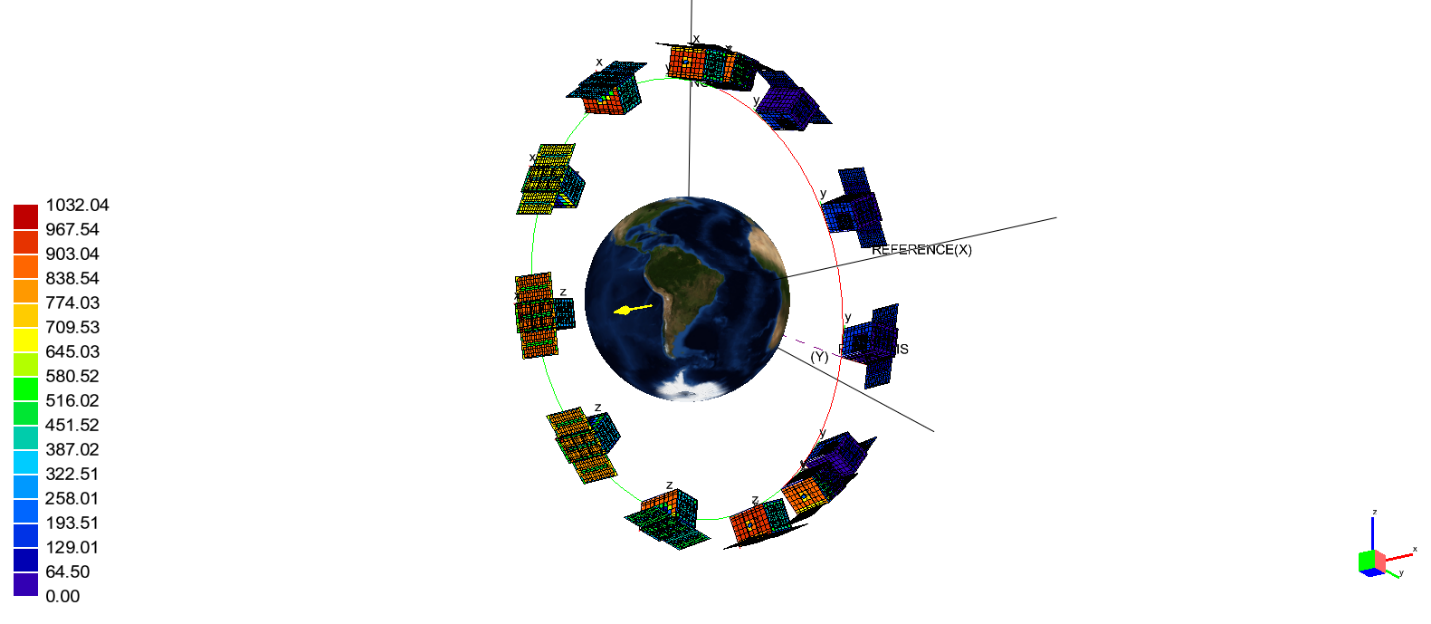 1032.04
967.54
903.04
838.54
774.03
709.53
645.03
580.52
516.02
451.52
387.02
322.51
258.01
193.51
129.01
64.50
0.00
x
x
y
x
y
y
REFERENCE(X)
z
y
(Y)
z
y
z
z
z
x
y